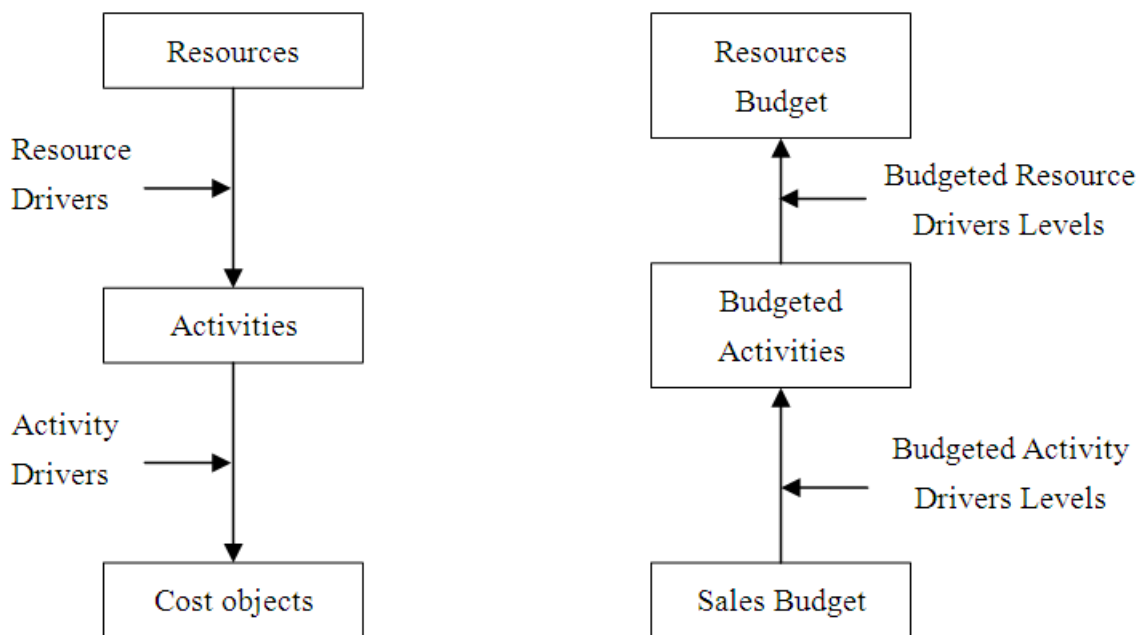 Resources
Resource
Drivers
Activities
Activity
Drivers
Cost objects
Resources
Budget
Budgeted Resource
Drivers Levels
Budgeted
Activities
Budgeted Activity
Drivers Levels
Sales Budget